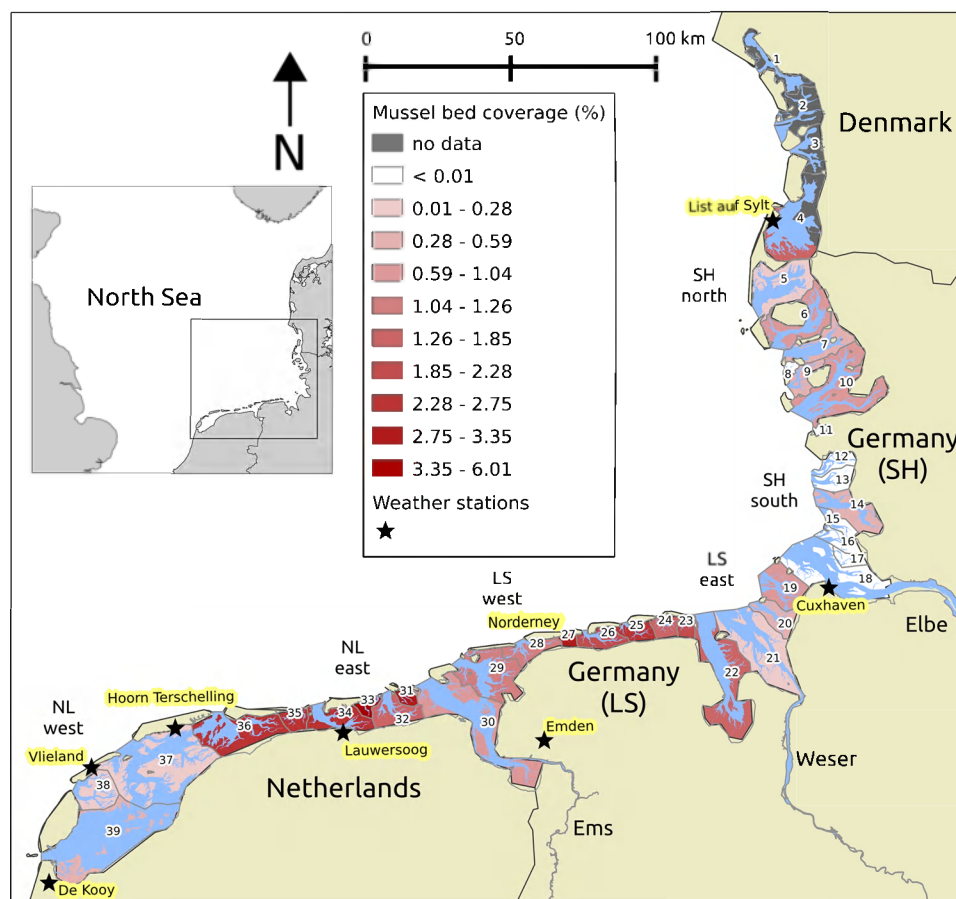 0 50 100 km
N
Mussel bed coverage (%)
no data
< 0.01
0.01 - 0.28
0.28 - 0.59
0.59 - 1.04
1.04 - 1.26
1.26 - 1.85
1.85 - 2.28
2.28 - 2.75
2.75 - 3.35
3.35 - 6.01
Weather stations
North Sea
1
2
Denmark
3
List auf Sylt
4
SH
north
5
6
7
8
9
10
11
Germany
(SH)
12
13
SH
south
14
15
16
17
18
LS
east
19
Cuxhaven
20
Elbe
21
22
Weser
LS
west
Norderney
23
24
25
26
27
28
Germany
(LS)
29
30
Emden
Ems
NL
east
31
32
33
34
35
Lauwersoog
36
Hoorn Terschelling
NL
west
Vlieland
37
38
Netherlands
39
De Kooy